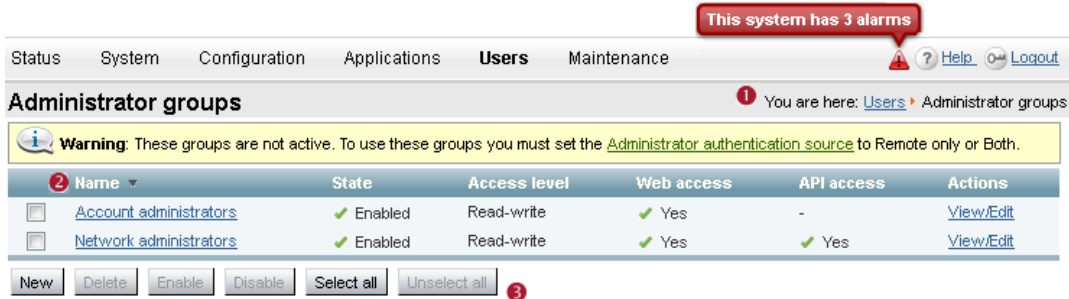 This system has 3 alarms
Status System Configuration Applications Users Maintenance ? Help Logout
Administrator groups 1 You are here: Users Administrator groups
i Warning: These groups are not active. To use these groups you must set the Administrator authentication source to Remote only or Both.
2 Name State Access level Web access API access Actions
Account administrators Enabled Read-write Yes - View/Edit
Network administrators Enabled Read-write Yes Yes View/Edit
New Delete Enable Disable Select all Unselect all 3